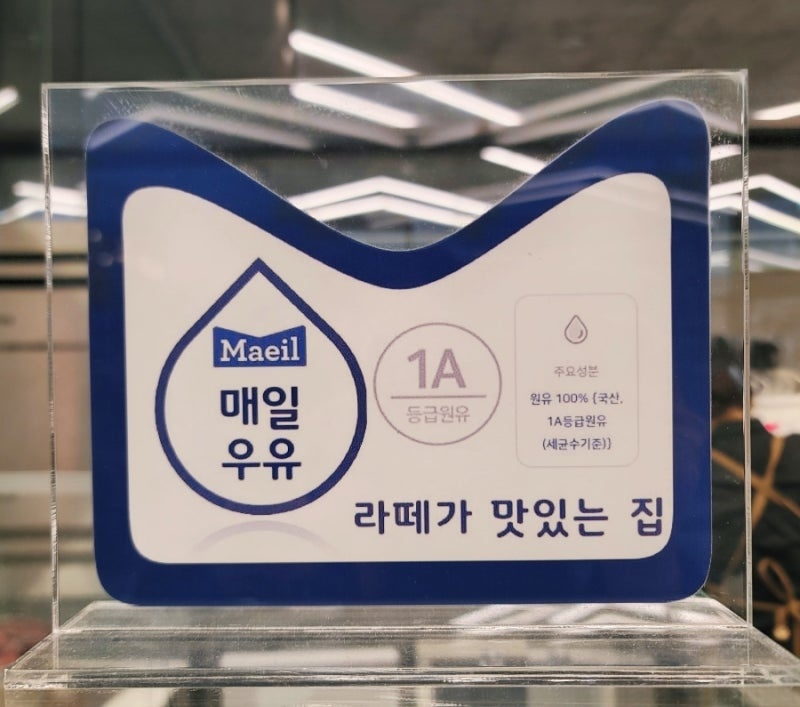 Maeil
매일
우유
1A
등급원유
주요성분
원유 100% {국산,
1A등급원유
(세균수기준)}
라떼가 맛있는 집